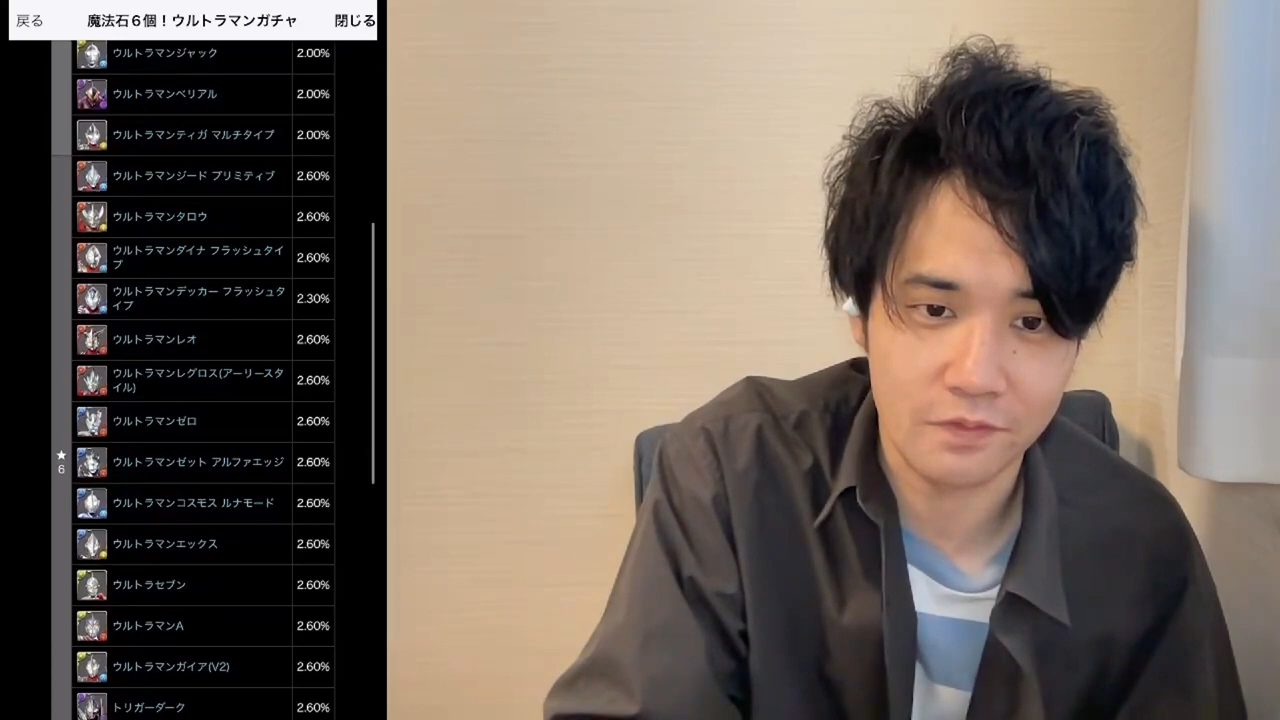 戻る 魔法石6個！ウルトラマンガチャ 閉じる
ウルトラマンジャック 2.00%
ウルトラマンベリアル 2.00%
ウルトラマンティガ マルチタイプ 2.00%
ウルトラマンジード プリミティブ 2.60%
ウルトラマンタロウ 2.60%
ウルトラマンダイナ フラッシュタイ
プ 2.60%
ウルトラマンデッカー フラッシュタ
イプ 2.30%
ウルトラマンレオ 2.60%
ウルトラマンレグロス(アーリースタ
イル) 2.60%
ウルトラマンゼロ 2.60%
★
6
ウルトラマンゼット アルファエッジ 2.60%
ウルトラマンコスモス ルナモード 2.60%
ウルトラマンエックス 2.60%
ウルトラセブン 2.60%
ウルトラマンA 2.60%
ウルトラマンガイア(V2) 2.60%
トリガーダーク 2.60%